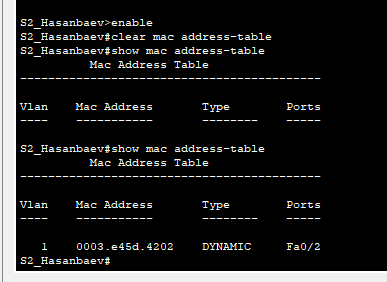 S2_Hasanbaev>enable
S2_Hasanbaev#clear mac address-table
S2_Hasanbaev#show mac address-table
          Mac Address Table
-------------------------------------------

Vlan    Mac Address       Type        Ports
----    -----------       --------    -----

S2_Hasanbaev#show mac address-table
          Mac Address Table
-------------------------------------------

Vlan    Mac Address       Type        Ports
----    -----------       --------    -----

   1    0003.e45d.4202    DYNAMIC     Fa0/2
S2_Hasanbaev#